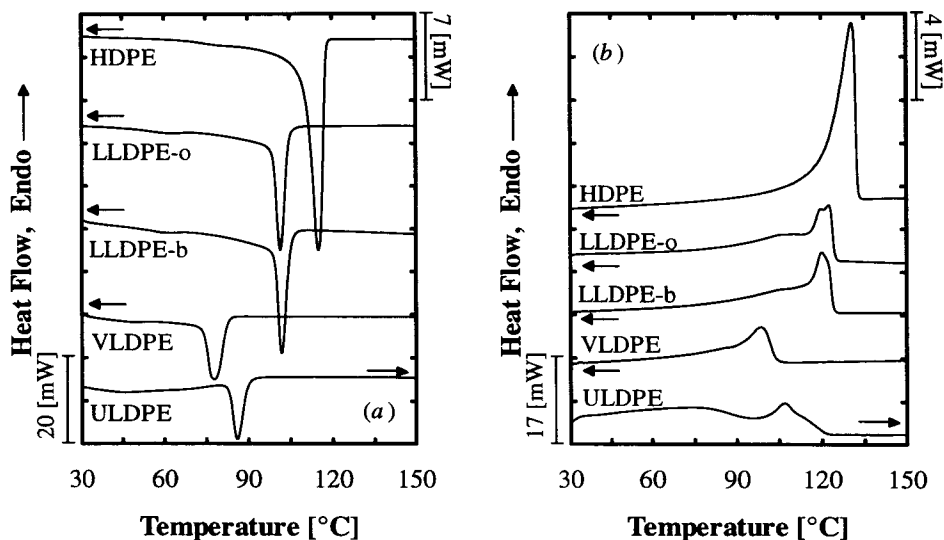 7 [mW]
HDPE
LLDPE-o
LLDPE-b
VLDPE
ULDPE
(a)
20 [mW]
Heat Flow, Endo
30 60 90 120 150
Temperature [°C]
4 [mW]
(b)
HDPE
LLDPE-o
LLDPE-b
VLDPE
ULDPE
17 [mW]
Heat Flow, Endo
30 60 90 120 150
Temperature [°C]